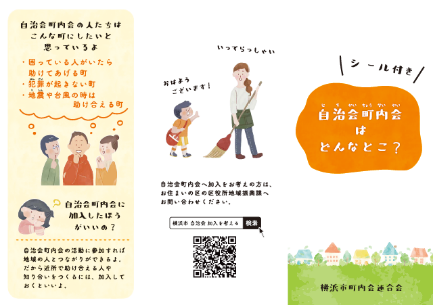 自治会町内会の人たちは
こんな町にしたいと
思っているよ
・困っている人がいたら
助けてあげる町
・犯罪が起きない町
・地震や台風の時は
助け合える町
自治会町内会に
加入したほう
がいいの？
自治会町内会の活動に参加すれば
地域の人とつながりができるよ。
だから近所で助け合う人や
知り合いをつくるには、加入して
おくといいよ。
いってらっしゃい
おはよう
ございます！
自治会町内会へ加入をお考えの方は、
お住まいの区の区役所地域振興課へ
お問い合わせください。
横浜市 自治会 加入を考える 検索
シール付き
自治会町内会
は
どんなとこ？
横浜市町内会連合会